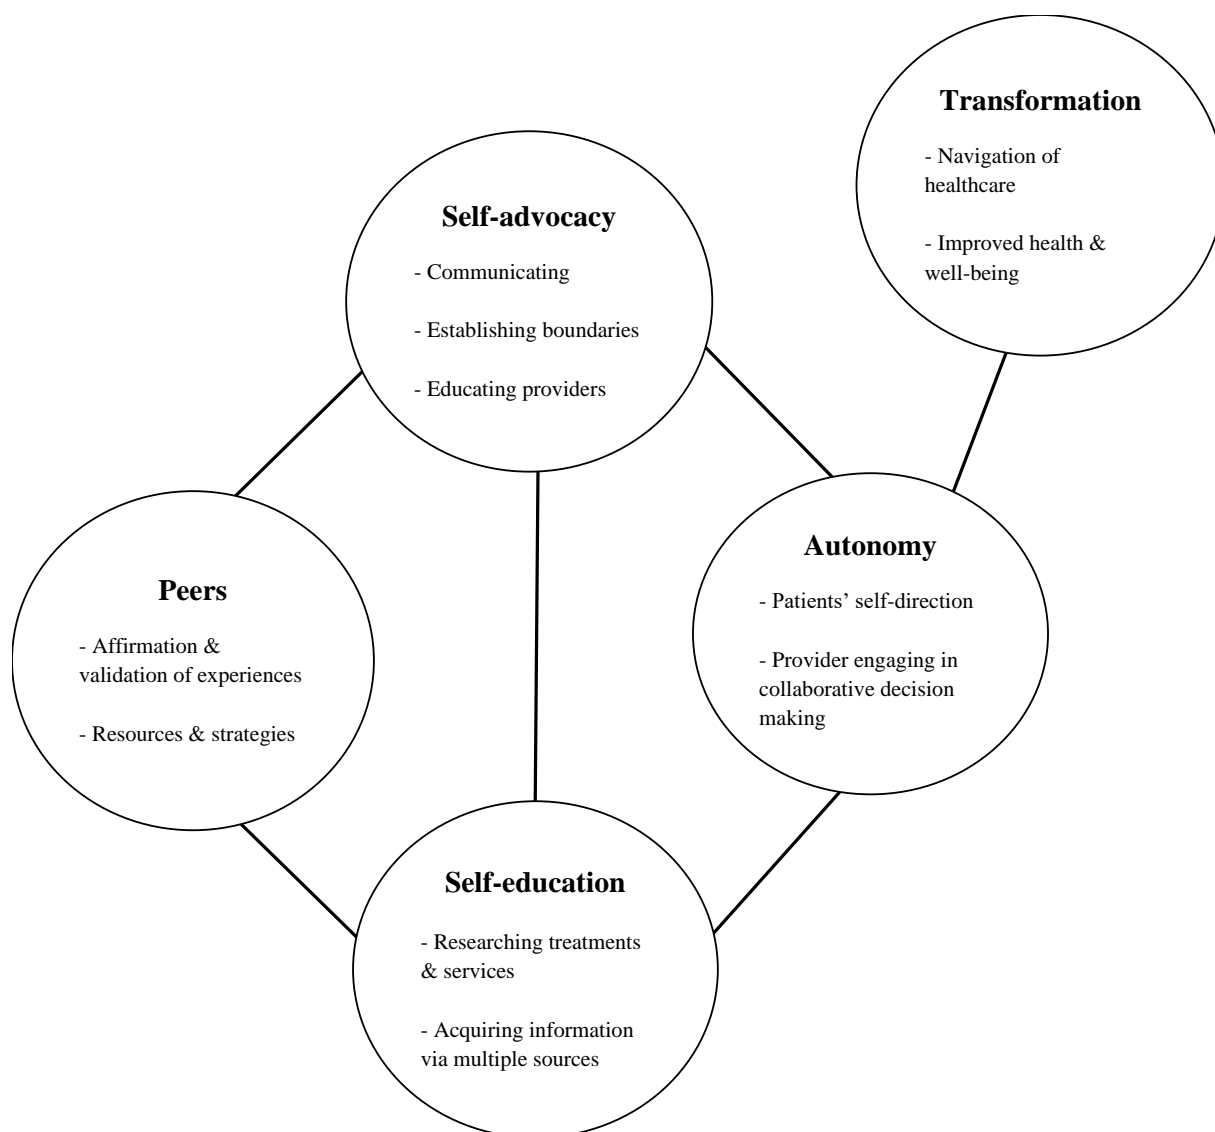 Transformation
- Navigation of
healthcare
- Improved health &
well-being
Self-advocacy
- Communicating
- Establishing boundaries
- Educating providers
Autonomy
- Patients’ self-direction
- Provider engaging in
collaborative decision
making
Peers
- Affirmation &
validation of experiences
- Resources & strategies
Self-education
- Researching treatments
& services
- Acquiring information
via multiple sources